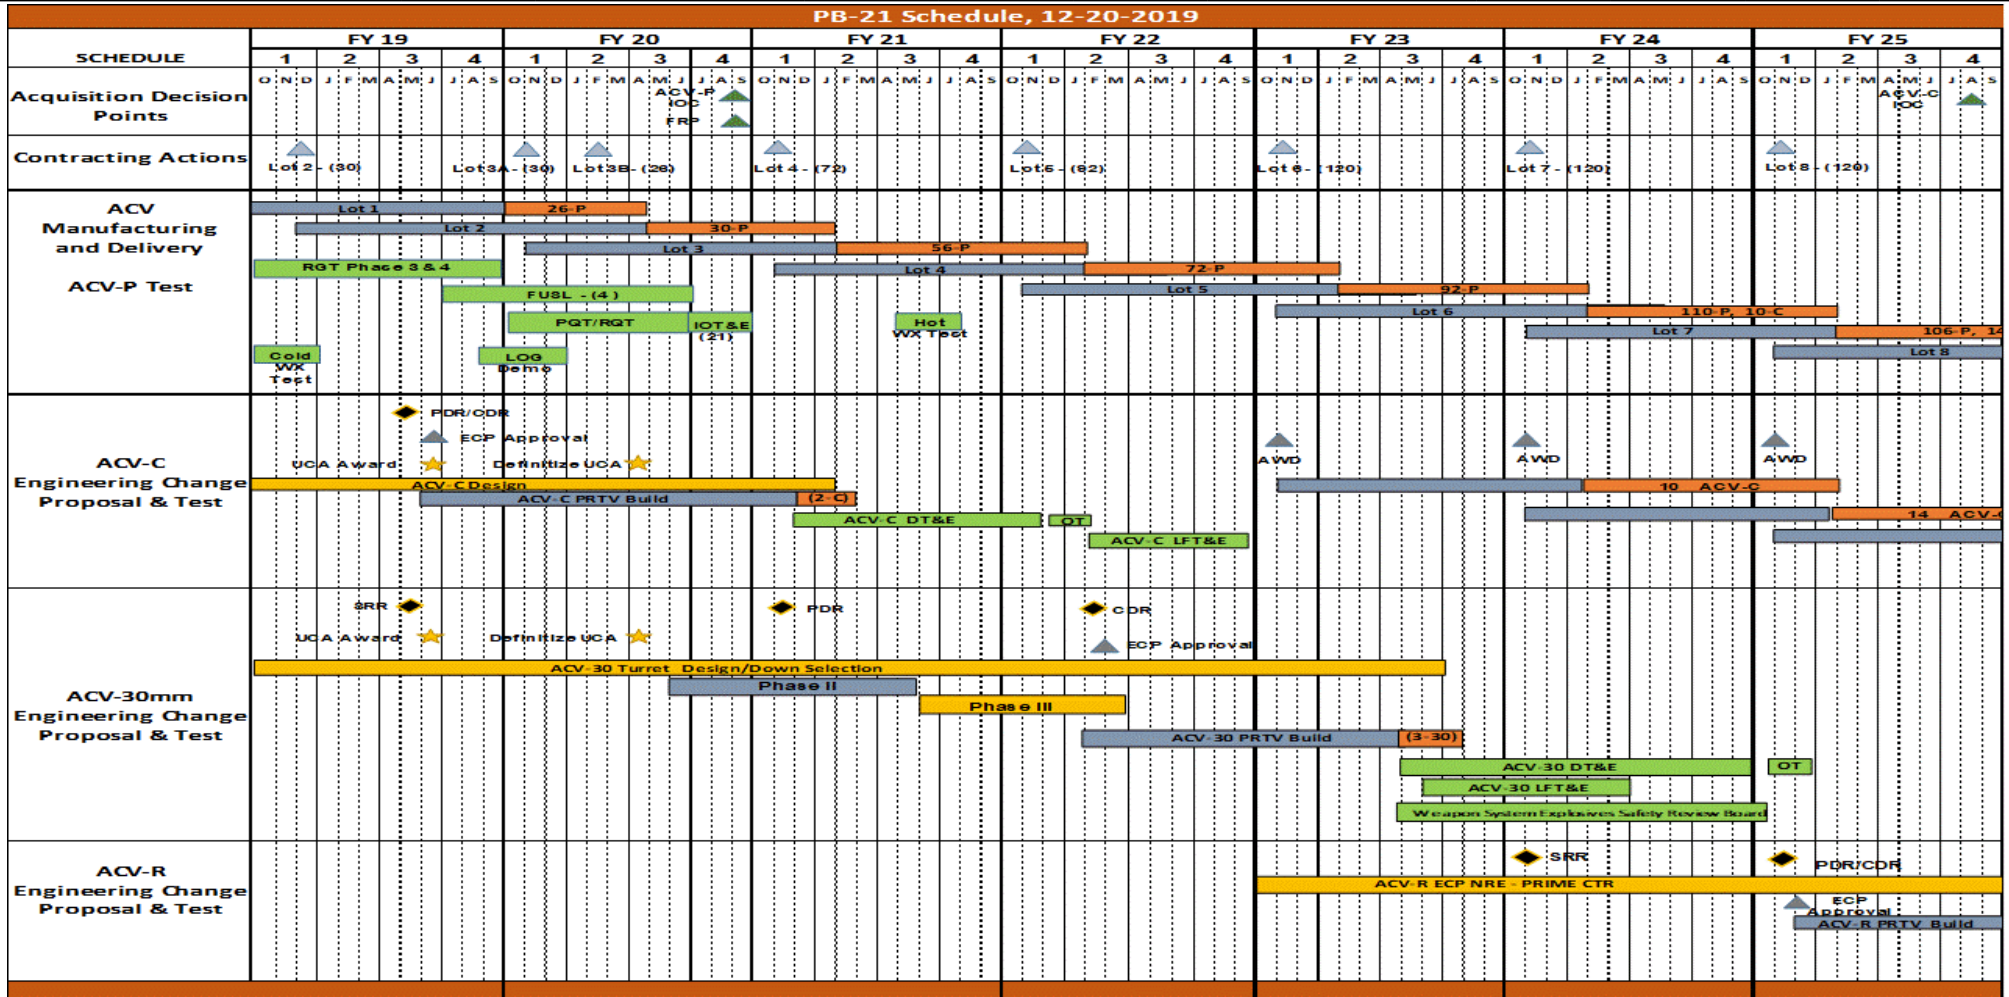 PB-21 Schedule, 12-20-2019
FY 19 FY 20 FY 21 FY 22 FY 23 FY 24 FY 25
SCHEDULE 1 2 3 4 1 2 3 4 1 2 3 4 1 2 3 4 1 2 3 4 1 2 3 4 1 2 3 4
O N D J F M A M J J A S O N D J F M A M J J A S O N D J F M A M J J A S O N D J F M A M J J A S O N D J F M A M J J A S O N D J F M A M J J A S O N D J F M A M J J A S
Acquisition Decision
Points
ACV-P
IOC
FRP
ACV-C
IOC
Contracting Actions
Lot 2 - (30) Lot 3A - (30) Lot 3B - (26) Lot 4 - (72) Lot 5 - (92) Lot 6 - (120) Lot 7 - (120) Lot 8 - (120)
ACV
Manufacturing
and Delivery
ACV-P Test
Lot 1 26-P
Lot 2 30-P
Lot 3 56-P
RGT Phase 3 & 4 Lot 4 72-P
FUSL - (4) Lot 5 92-P
Lot 6 110-P, 10-C
PQT/RQT IOT&E
(21)
Hot
WX Test
Lot 7 106-P, 14
Cold
WX
Test
LOG
Demo
Lot 8
ACV-C
Engineering Change
Proposal & Test
PDR/CDR
ECP Approval
UCA Award Definitize UCA AWD AWD AWD
ACV-C Design 10 ACV-C
ACV-C PRTV Build (2-C)
ACV-C DT&E OT 14 ACV-C
ACV-C LFT&E
ACV-30mm
Engineering Change
Proposal & Test
SRR PDR CDR
UCA Award Definitize UCA ECP Approval
ACV-30 Turret Design/Down Selection
Phase II
Phase III
ACV-30 PRTV Build (3-30)
ACV-30 DT&E OT
ACV-30 LFT&E
Weapon System Explosives Safety Review Board
ACV-R
Engineering Change
Proposal & Test
SRR PDR/CDR
ACV-R ECP NRE - PRIME CTR
ECP
Approval
ACV-R PRTV Build